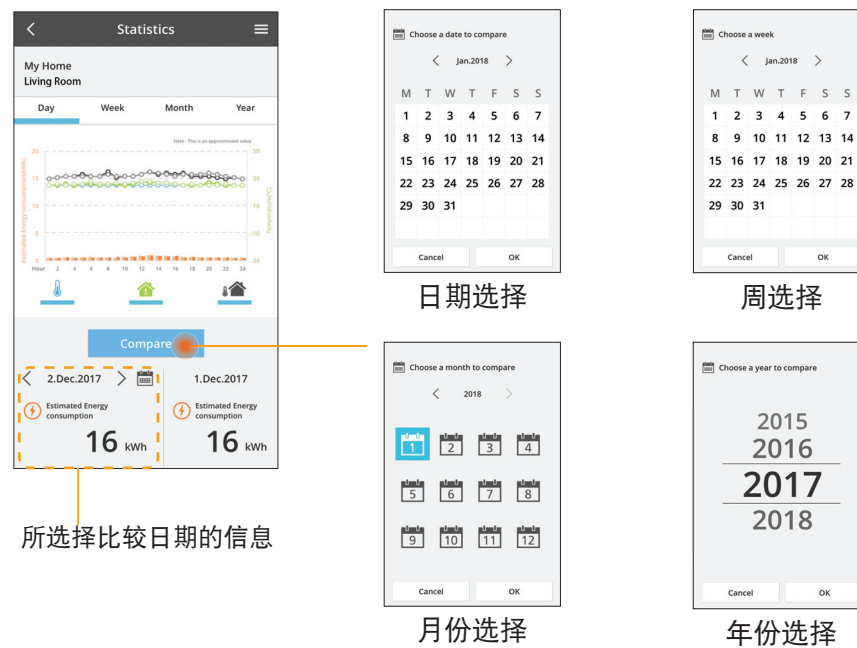 Statistics
My Home
Living Room
Day Week Month Year
Note : This is an approximated value
Estimated Energy consumption(kWh)
20
15
10
5
0
50
30
10
-10
-30
Temperature(°C)
Hour 2 4 6 8 10 12 14 16 18 20 22 24
Compare
2.Dec.2017
Estimated Energy
consumption
16 kWh
1.Dec.2017
Estimated Energy
consumption
16 kWh
所选择比较日期的信息
Choose a date to compare
Jan.2018
M T W T F S S
1 2 3 4 5 6 7
8 9 10 11 12 13 14
15 16 17 18 19 20 21
22 23 24 25 26 27 28
29 30 31
Cancel OK
日期选择
Choose a week
Jan.2018
M T W T F S S
1 2 3 4 5 6 7
8 9 10 11 12 13 14
15 16 17 18 19 20 21
22 23 24 25 26 27 28
29 30 31
Cancel OK
周选择
Choose a month to compare
2018
1 2 3 4
5 6 7 8
9 10 11 12
Cancel OK
月份选择
Choose a year to compare
2015
2016
2017
2018
Cancel OK
年份选择